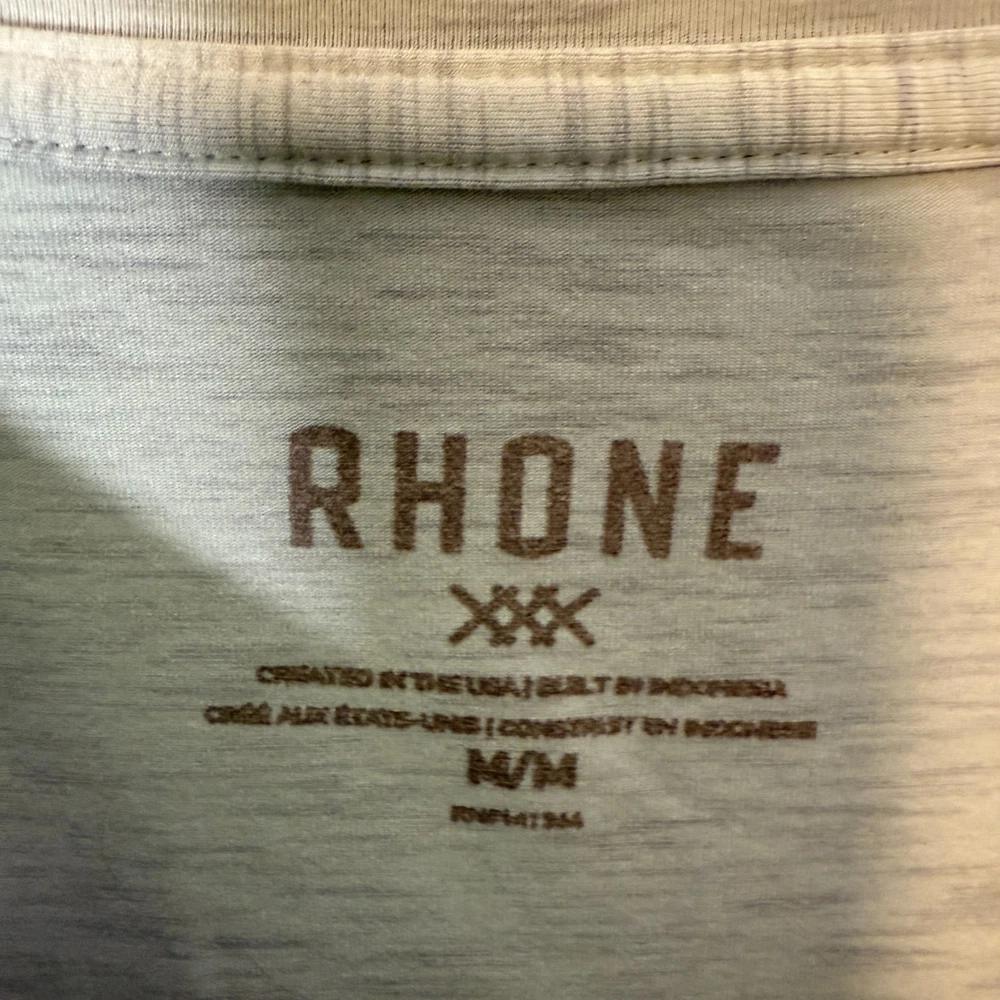 RHONE
CREATED IN THE USA | BUILT IN INDONESIA
CRÉÉ AUX ÉTATS-UNIS | CONSTRUIT EN INDONÉSIE
M/M